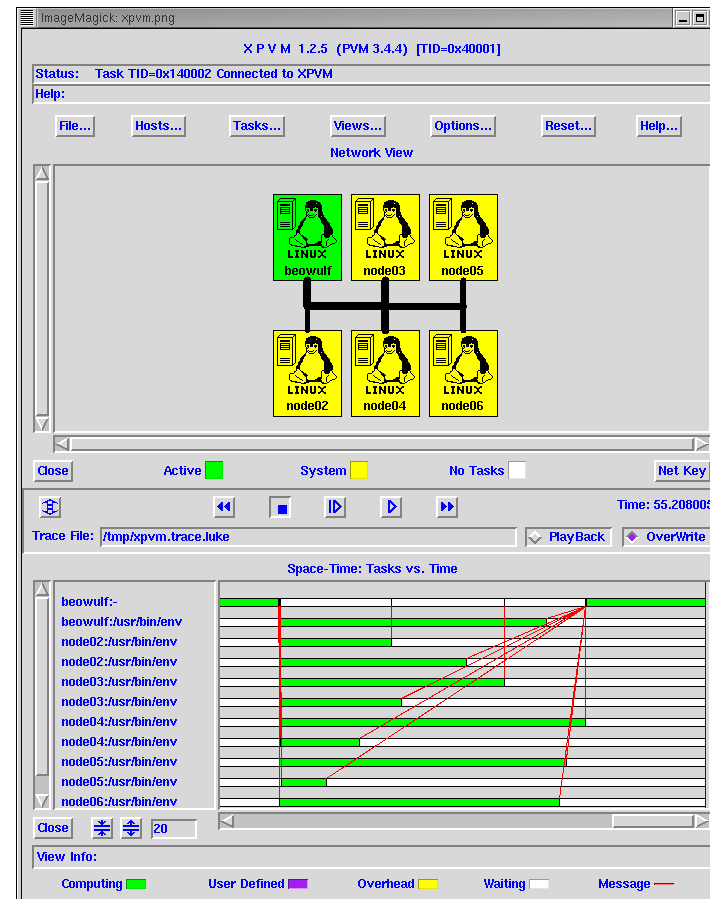 ImageMagick: xpvm.png
X P V M 1.2.5 (PVM 3.4.4) [TID=0x40001]
Status: Task TID=0x140002 Connected to XPVM
Help:
File... Hosts... Tasks... Views... Options... Reset... Help...
Network View
LINUX LINUX LINUX
beowulf node03 node05
LINUX LINUX LINUX
node02 node04 node06
Close Active System No Tasks Net Key
Time: 55.208005
Trace File: /tmp/xpvm.trace.luke PlayBack OverWrite
Space-Time: Tasks vs. Time
beowulf:-
beowulf:/usr/bin/env
node02:/usr/bin/env
node02:/usr/bin/env
node03:/usr/bin/env
node03:/usr/bin/env
node04:/usr/bin/env
node04:/usr/bin/env
node05:/usr/bin/env
node05:/usr/bin/env
node06:/usr/bin/env
Close 20
View Info:
Computing User Defined Overhead Waiting Message